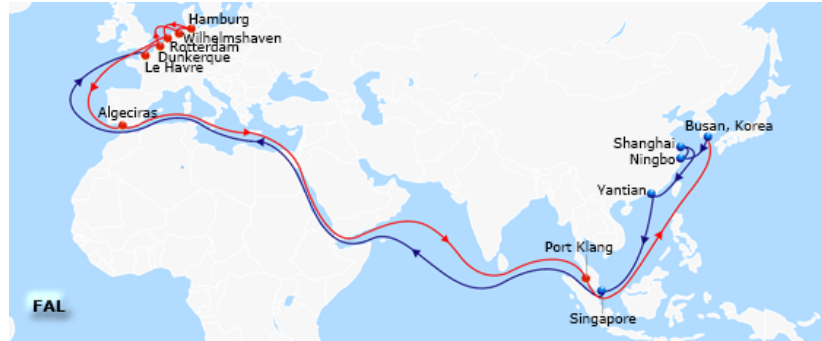 Hamburg
Wilhelmshaven
Rotterdam
Dunkerque
Le Havre
Algeciras
Busan, Korea
Shanghai
Ningbo
Yantian
Port Klang
Singapore
FAL